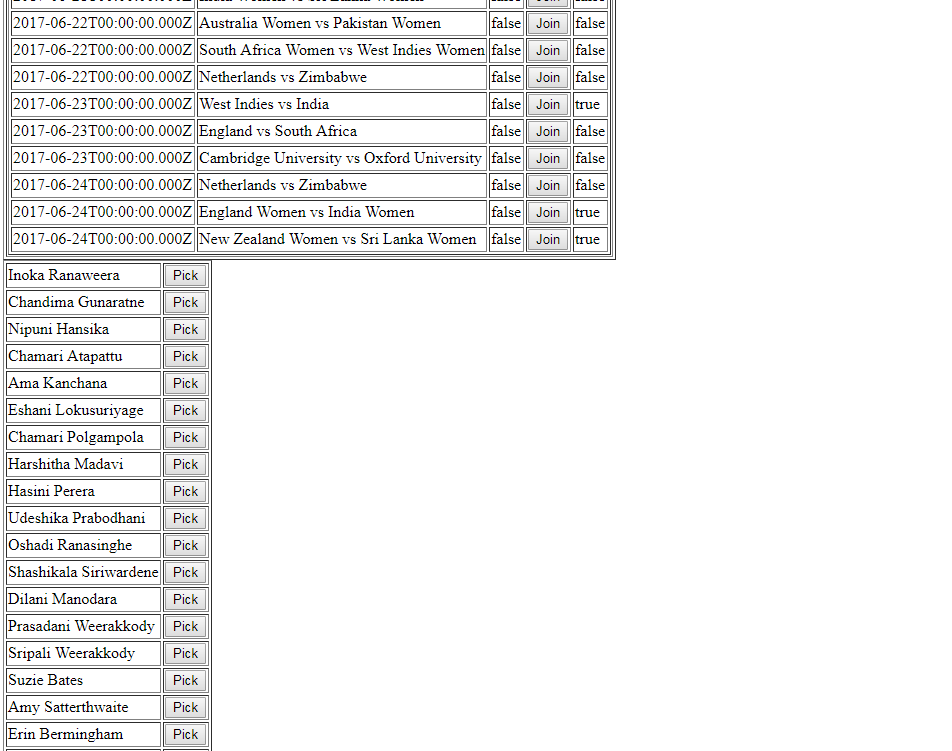 2017-06-22T00:00:00.000Z Australia Women vs Pakistan Women false Join false
2017-06-22T00:00:00.000Z South Africa Women vs West Indies Women false Join false
2017-06-22T00:00:00.000Z Netherlands vs Zimbabwe false Join false
2017-06-23T00:00:00.000Z West Indies vs India false Join true
2017-06-23T00:00:00.000Z England vs South Africa false Join false
2017-06-23T00:00:00.000Z Cambridge University vs Oxford University false Join false
2017-06-24T00:00:00.000Z Netherlands vs Zimbabwe false Join false
2017-06-24T00:00:00.000Z England Women vs India Women false Join true
2017-06-24T00:00:00.000Z New Zealand Women vs Sri Lanka Women false Join true
Inoka Ranaweera Pick
Chandima Gunaratne Pick
Nipuni Hansika Pick
Chamari Atapattu Pick
Ama Kanchana Pick
Eshani Lokusuriyage Pick
Chamari Polgampola Pick
Harshitha Madavi Pick
Hasini Perera Pick
Udeshika Prabodhani Pick
Oshadi Ranasinghe Pick
Shashikala Siriwardene Pick
Dilani Manodara Pick
Prasadani Weerakkody Pick
Sripali Weerakkody Pick
Suzie Bates Pick
Amy Satterthwaite Pick
Erin Bermingham Pick